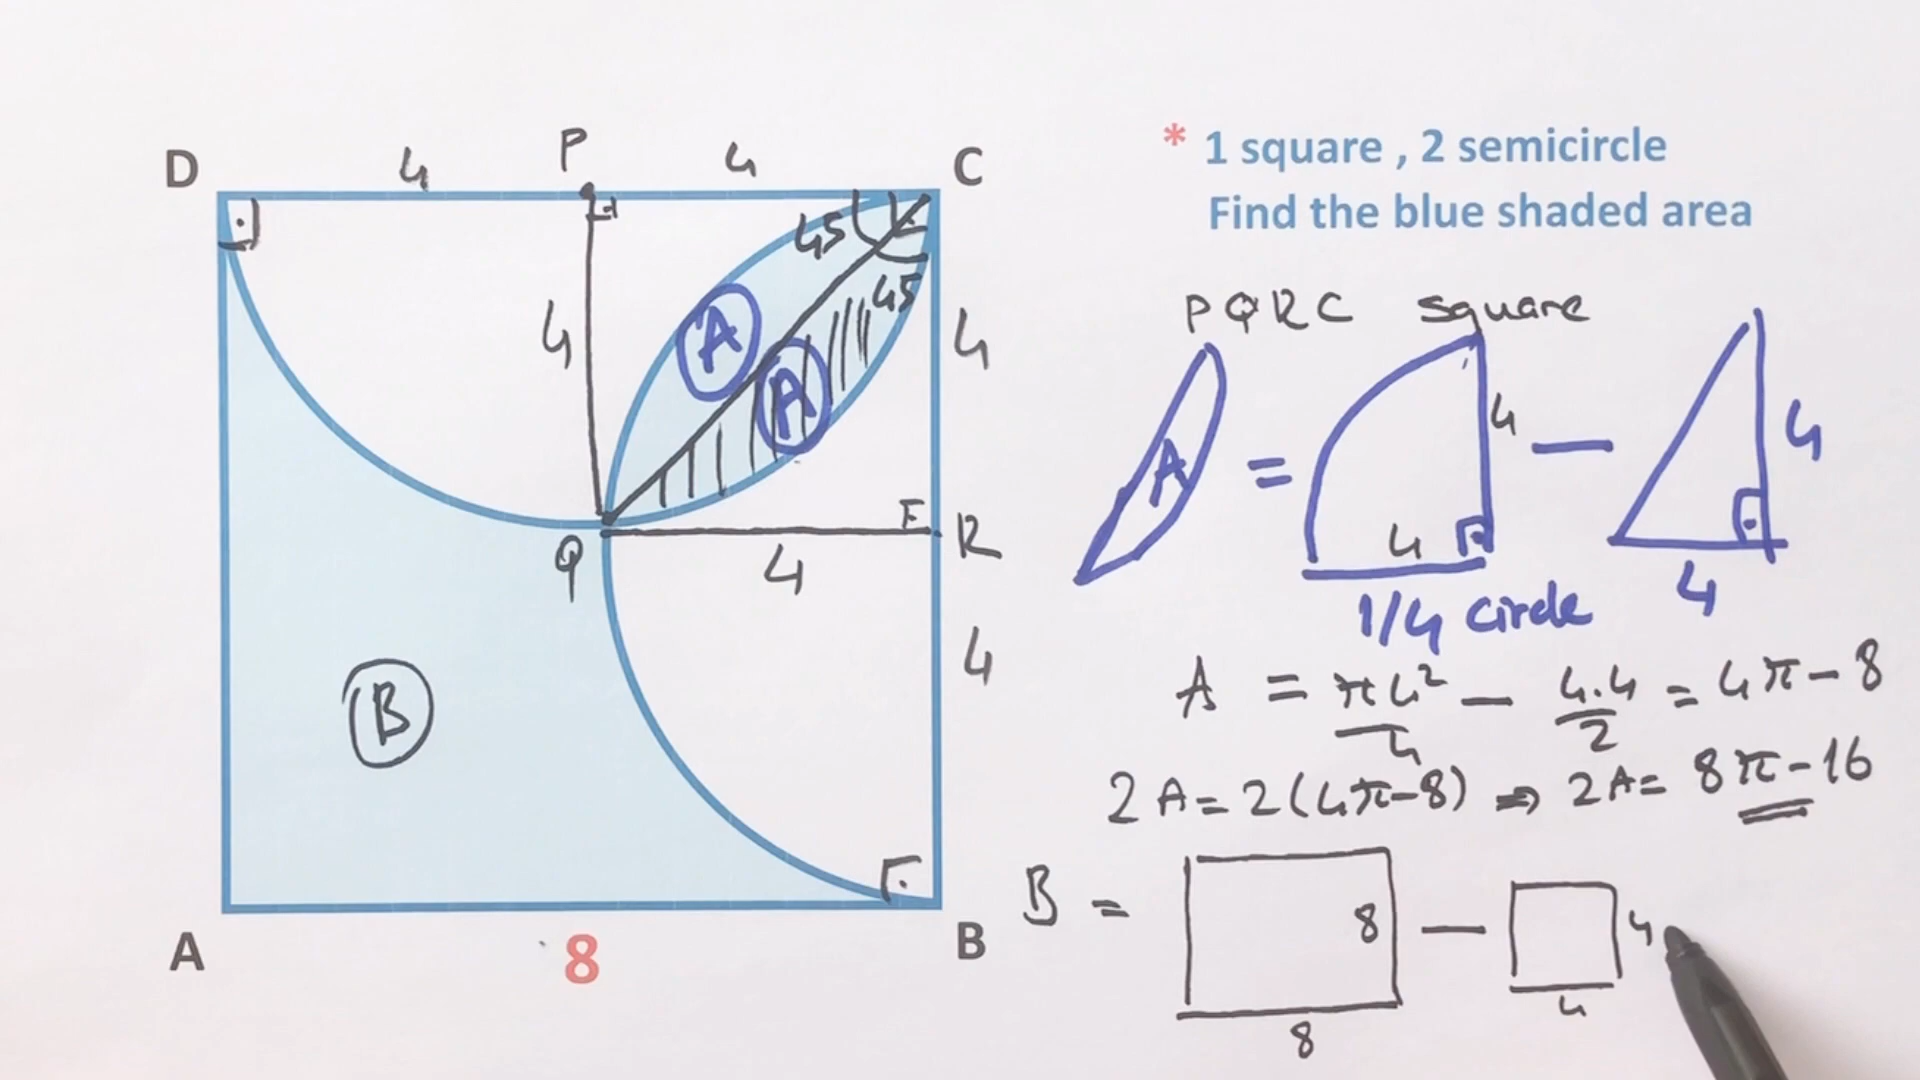 * 1 square , 2 semicircle
Find the blue shaded area
D 4 P 4 C
45
45
4
4
A
A
Q
4
F R
4
B
A 8 B
PQRC square
A = 4 4 − 4 4
1/4 circle
A = π4²/4 − 4.4/2 = 4π−8
2A = 2(4π−8) ⇒ 2A = 8π−16
B = 8 8 − 4 4